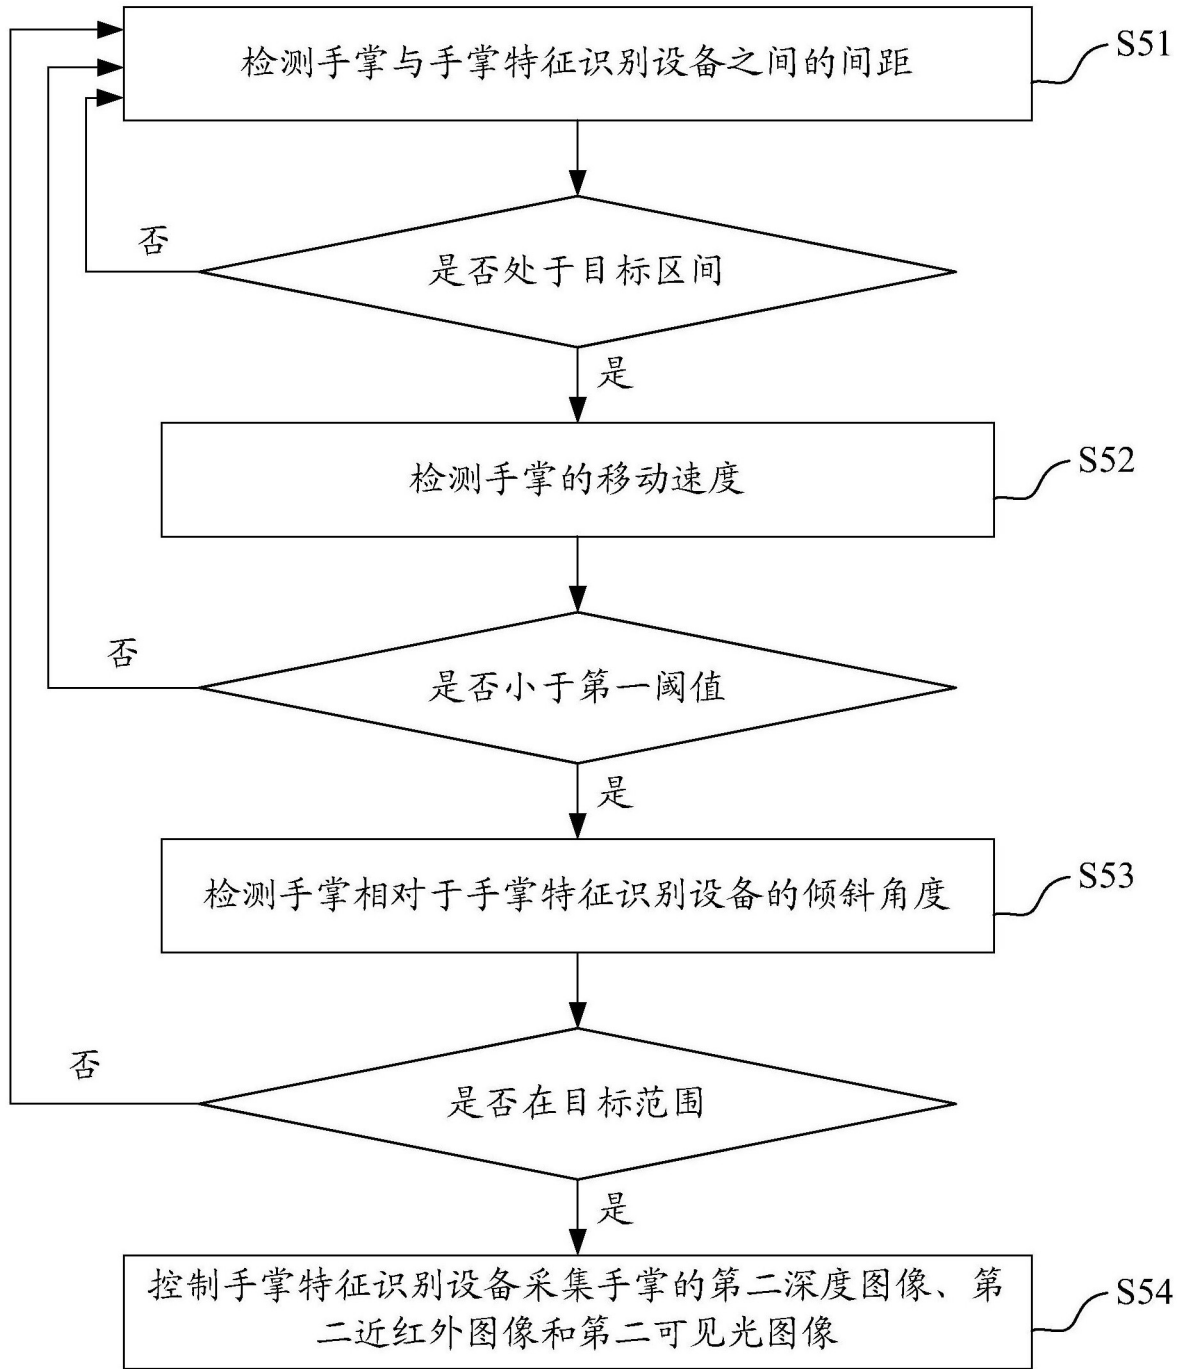 检测手掌与手掌特征识别设备之间的间距
S51
否
是否处于目标区间
是
检测手掌的移动速度
S52
否
是否小于第一阈值
是
检测手掌相对于手掌特征识别设备的倾斜角度
S53
否
是否在目标范围
是
控制手掌特征识别设备采集手掌的第二深度图像、第
二近红外图像和第二可见光图像
S54